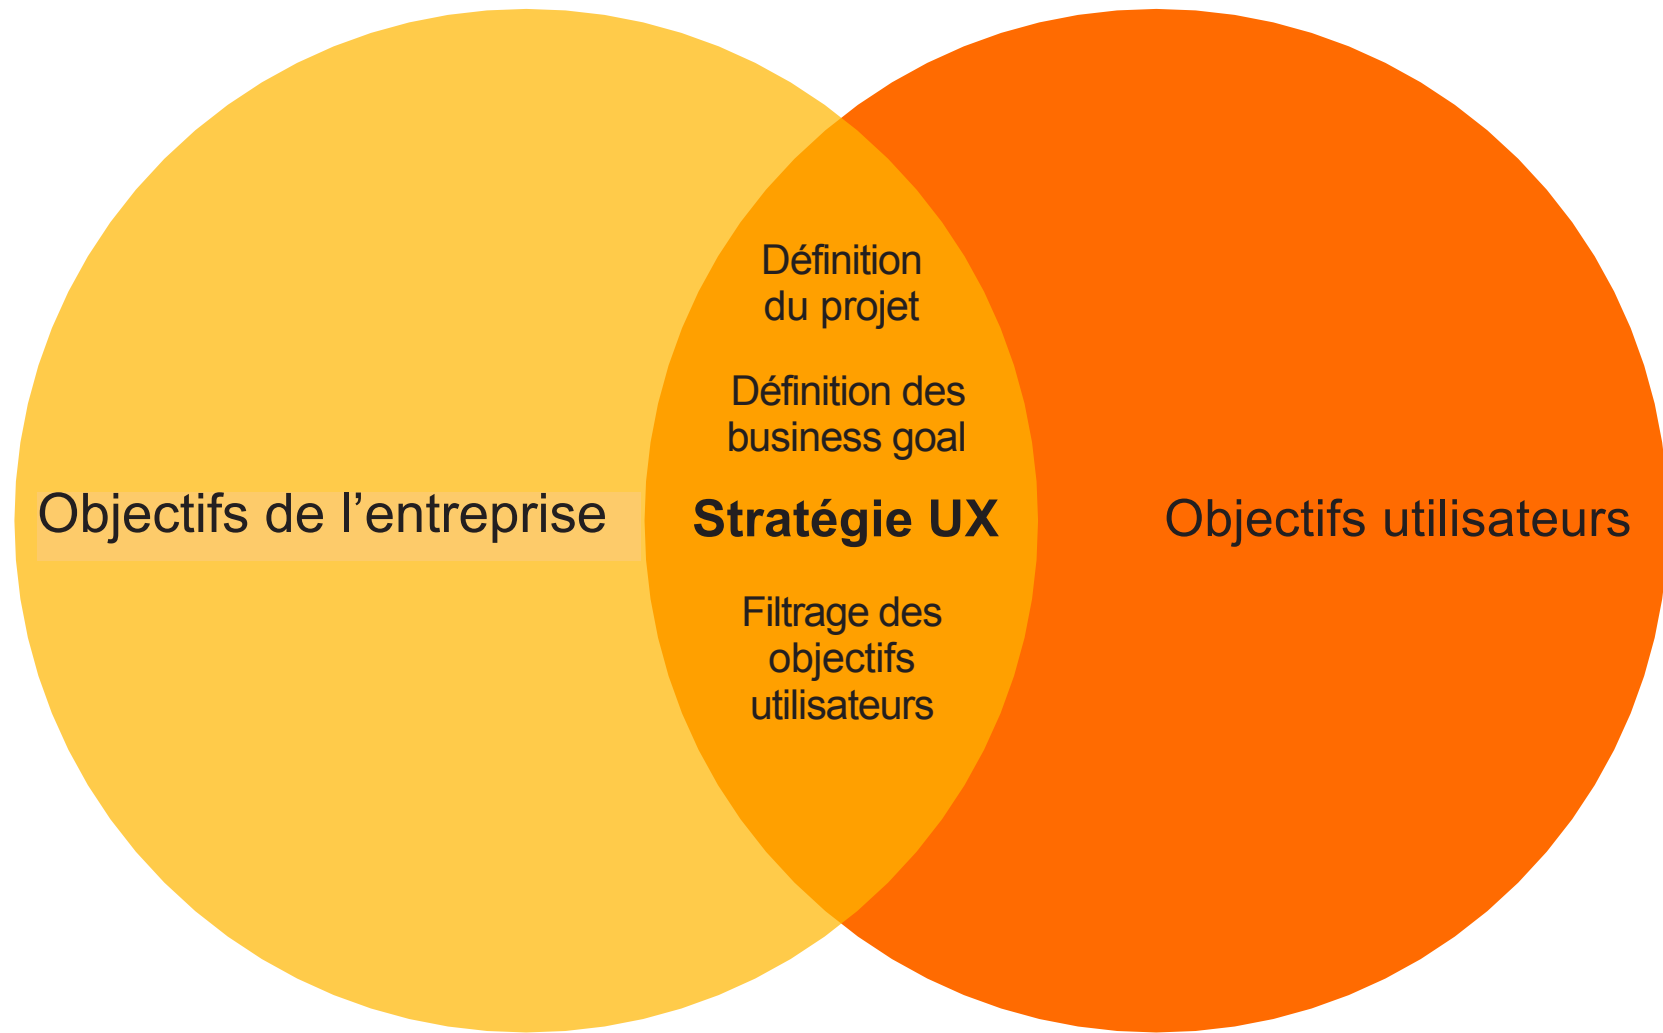 Définition
du projet
Définition des
business goal
Objectifs de l’entreprise
Stratégie UX
Objectifs utilisateurs
Filtrage des
objectifs
utilisateurs